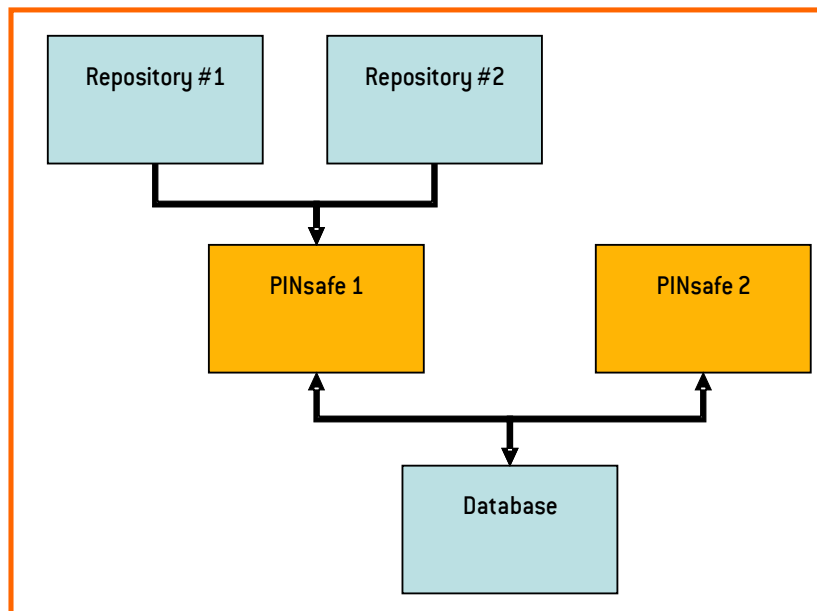 Repository #1
Repository #2
PINsafe 1
PINsafe 2
Database